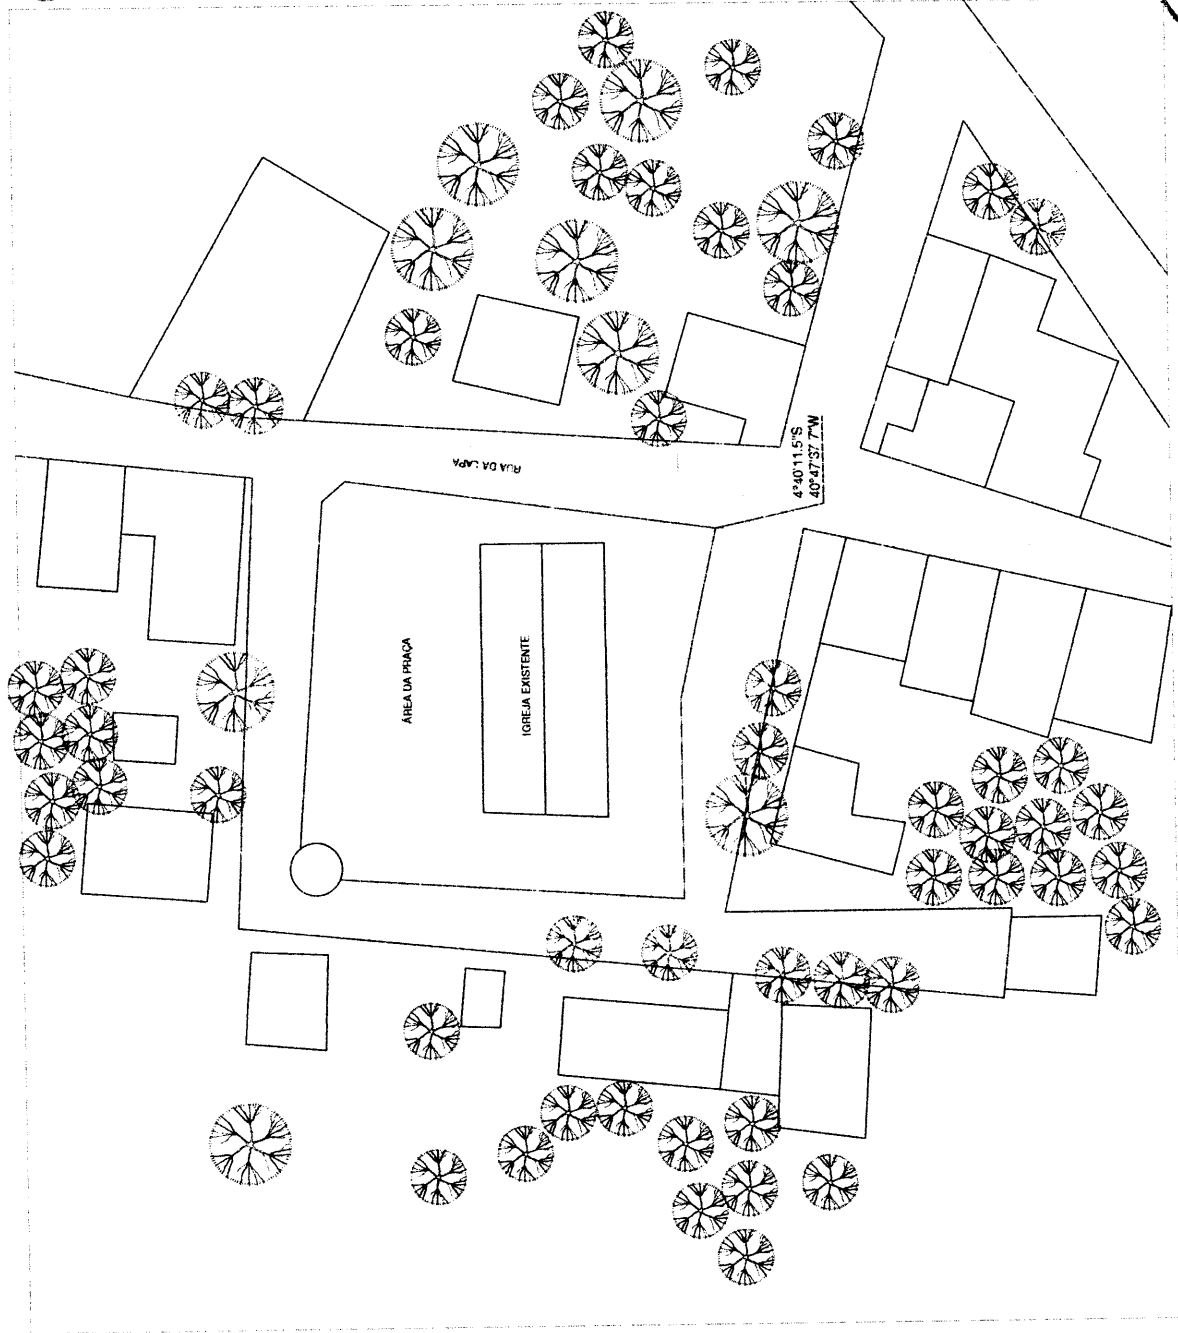 RUA DA LAPA
4°40'11.5"S
40°47'37.7"W
ÁREA DA PRAÇA
IGREJA EXISTENTE